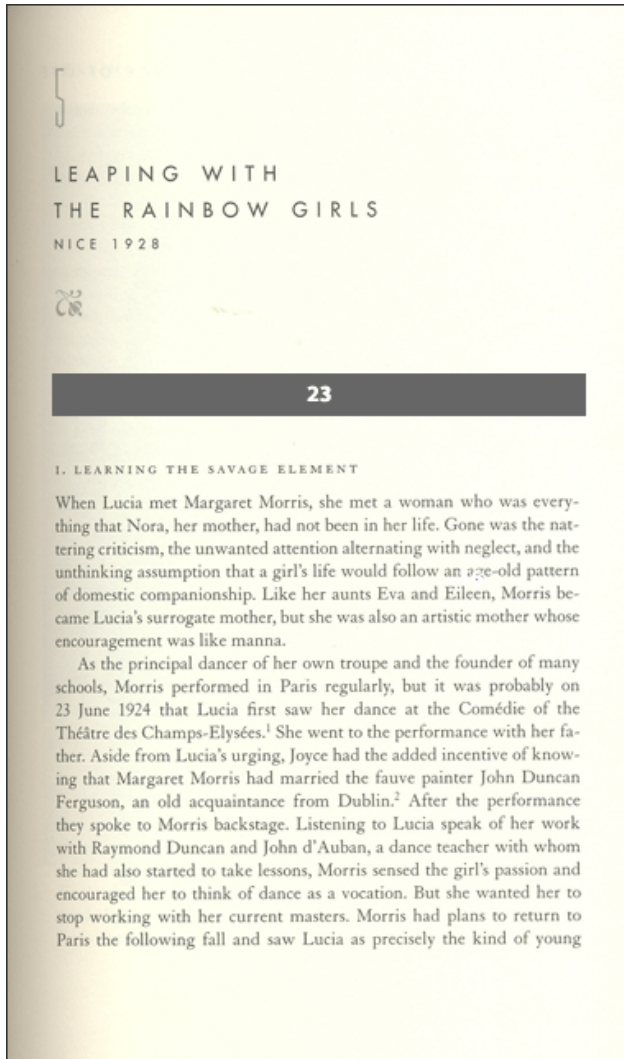 5
LEAPING WITH
THE RAINBOW GIRLS
NICE 1928
23
I. LEARNING THE SAVAGE ELEMENT
When Lucia met Margaret Morris, she met a woman who was every-
thing that Nora, her mother, had not been in her life. Gone was the nat-
tering criticism, the unwanted attention alternating with neglect, and the
unthinking assumption that a girl's life would follow an age-old pattern
of domestic companionship. Like her aunts Eva and Eileen, Morris be-
came Lucia's surrogate mother, but she was also an artistic mother whose
encouragement was like manna.
As the principal dancer of her own troupe and the founder of many
schools, Morris performed in Paris regularly, but it was probably on
23 June 1924 that Lucia first saw her dance at the Comédie of the
Théâtre des Champs-Elysées.¹ She went to the performance with her fa-
ther. Aside from Lucia's urging, Joyce had the added incentive of know-
ing that Margaret Morris had married the fauve painter John Duncan
Ferguson, an old acquaintance from Dublin.² After the performance
they spoke to Morris backstage. Listening to Lucia speak of her work
with Raymond Duncan and John d'Auban, a dance teacher with whom
she had also started to take lessons, Morris sensed the girl's passion and
encouraged her to think of dance as a vocation. But she wanted her to
stop working with her current masters. Morris had plans to return to
Paris the following fall and saw Lucia as precisely the kind of young